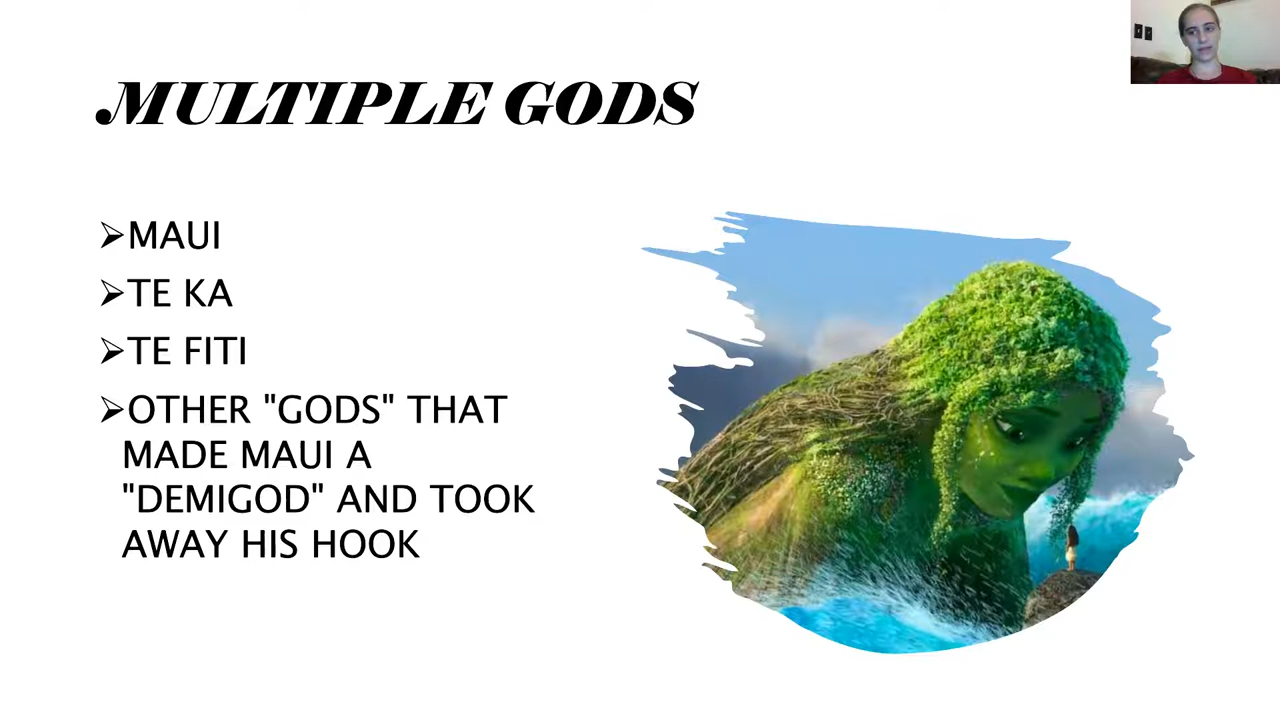 MULTIPLE GODS
➢MAUI
➢TE KA
➢TE FITI
➢OTHER "GODS" THAT
MADE MAUI A
"DEMIGOD" AND TOOK
AWAY HIS HOOK